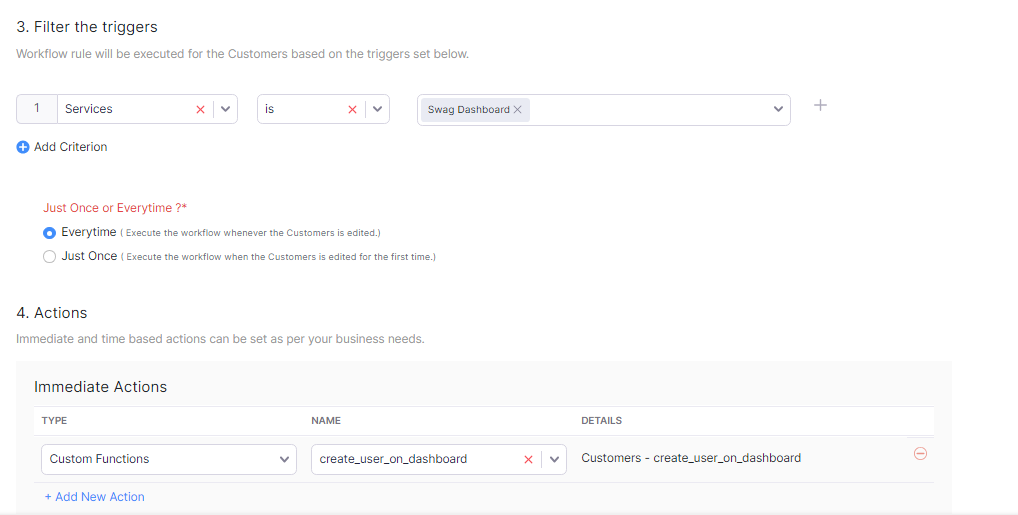 3. Filter the triggers
Workflow rule will be executed for the Customers based on the triggers set below.
1 Services is Swag Dashboard
Add Criterion
Just Once or Everytime ?*
Everytime ( Execute the workflow whenever the Customers is edited.)
Just Once ( Execute the workflow when the Customers is edited for the first time.)
4. Actions
Immediate and time based actions can be set as per your business needs.
Immediate Actions
TYPE NAME DETAILS
Custom Functions create_user_on_dashboard Customers - create_user_on_dashboard
+ Add New Action